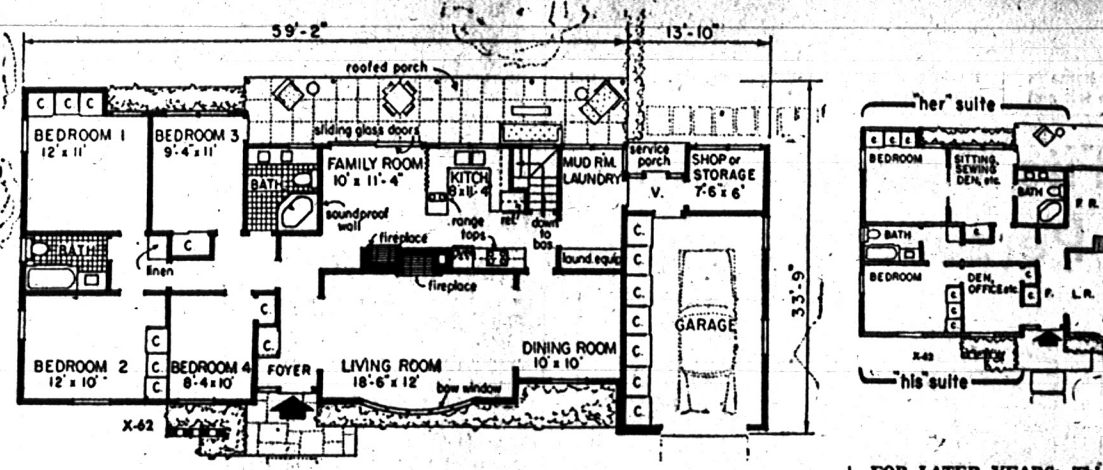 59'-2"
13'-10"
roofed porch
C C C
BEDROOM 1
12' x 11'
BEDROOM 3
9'-4" x 11'
sliding glass doors
FAMILY ROOM
10' x 11'-4"
KITCH
8 x 11'-4
MUD RM.
LAUNDRY
service
porch
V.
SHOP or
STORAGE
7'-6" x 6'
BATH
soundproof
wall
range
tops
ref.
down
to
bas.
BATH
linen
C
fireplace
fireplace
laund. equip
C.
C.
C.
C.
C.
C.
C.
GARAGE
33'-9"
BEDROOM 2
12' x 10'
C.
C.
C.
BEDROOM 4
8'-4 x 10'
C.
C.
FOYER
LIVING ROOM
18'-6" x 12'
DINING ROOM
10' x 10'
bow window
X-62
"her" suite
C C C
BEDROOM
SITTING,
SEWING
DEN, etc.
BATH
F. R.
C.
BATH
BEDROOM
DEN,
OFFICE etc.
C.
C.
C.
C.
C.
F.
L.R.
X-62
"his" suite
FOR LATER YEARS: This